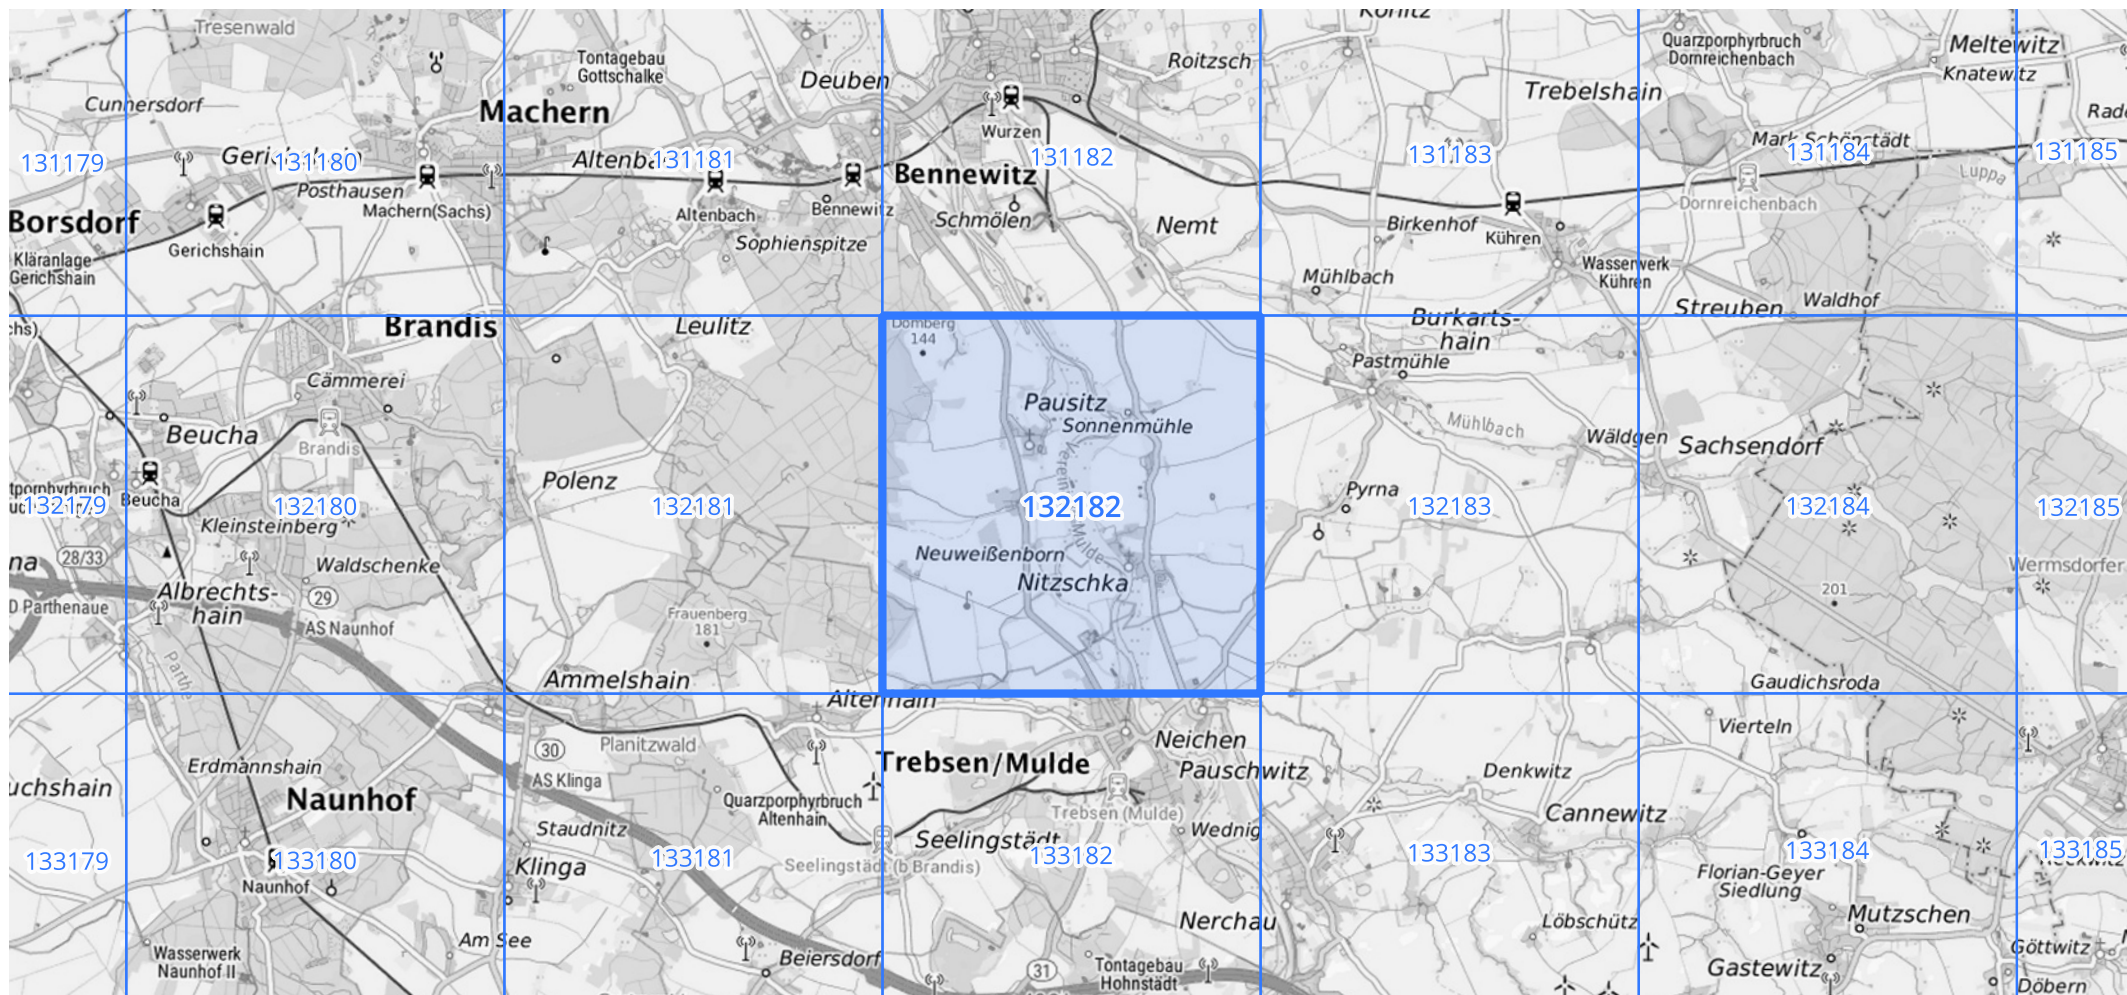 Tresenwald
Tontagebau
Gottschalke
Deuben
Roitzsch
Quarzporphyrbruch
Dornreichenbach
Meltewitz
Knatewitz
Cunnersdorf
Machern
Trebelshain
Wurzen
Mark Schönstädt
131179
131180
131181
131182
131183
131184
131185
Posthausen
Machern(Sachs)
Bennewitz
Luppa
Borsdorf
Altenbach
Bennewitz
Schmölen
Nemt
Birkenhof
Kühren
Dornreichenbach
Gerichshain
Sophienspitze
Kläranlage
Gerichshain
Mühlbach
Wasserwerk
Kühren
Streuben
Waldhof
Brandis
Leulitz
Domberg
144
Burkarts-
hain
Pastmühle
Cämmerei
Pausitz
Sonnenmühle
Beucha
Brandis
Mühlbach
Wäldgen
Sachsendorf
Polenz
Pyrna
Beucha
132179
132180
132181
132182
132183
132184
132185
Kleinsteinberg
Mulde
28/33
Waldschenke
Neuweißenborn
Nitzschka
Wermsdorfer
Albrechts-
hain
29
AS Naunhof
D Parthenaue
Frauenberg
181
201
Parthe
Ammelshain
Gaudichsroda
Altenhain
Vierteln
30
Planitzwald
Neichen
Erdmannshain
AS Klinga
Trebsen/Mulde
Pauschwitz
Denkwitz
Naunhof
Quarzporphyrbruch
Altenhain
Trebsen (Mulde)
Cannewitz
Staudnitz
Seelingstädt
Wednig
133179
133180
133181
133182
133183
133184
133185
Klinga
Seelingstädt (b Brandis)
Naunhof
Florian-Geyer
Siedlung
Nerchau
Löbschütz
Mutzschen
Am See
Wasserwerk
Naunhof II
Beiersdorf
31
Tontagebau
Hohnstädt
Gastewitz
Göttwitz
Döbern